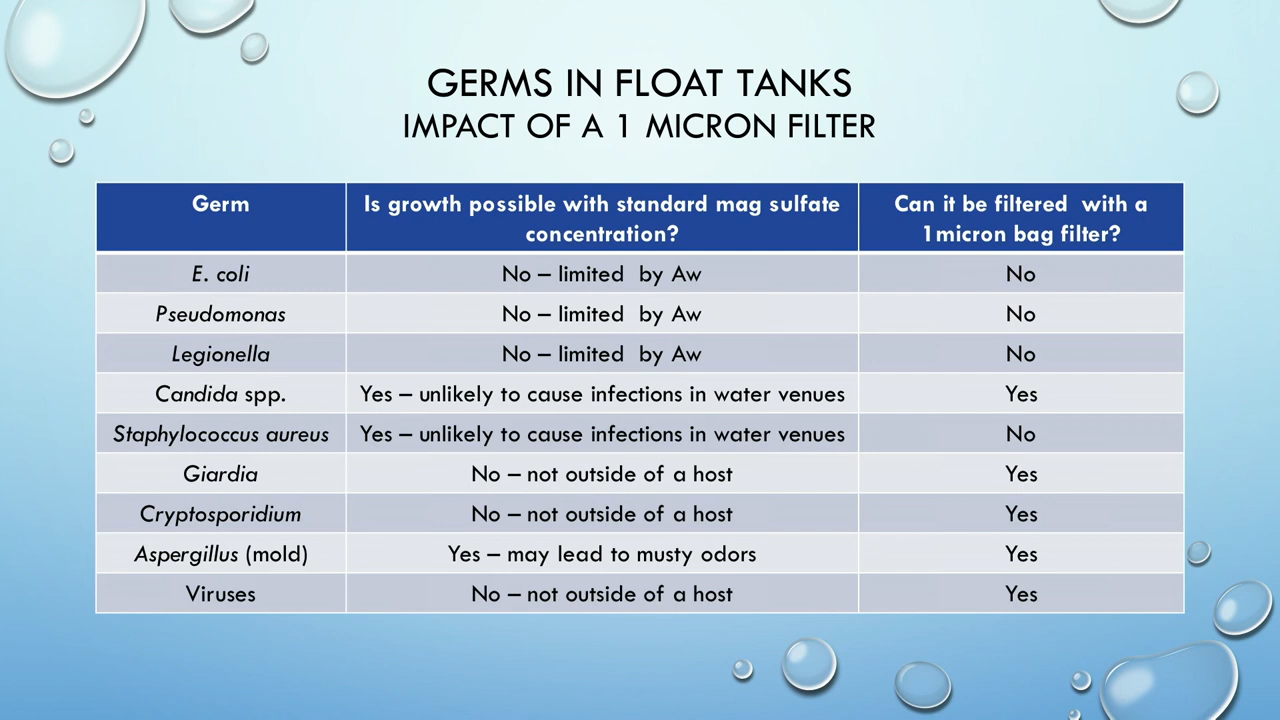 GERMS IN FLOAT TANKS
IMPACT OF A 1 MICRON FILTER
Germ
Is growth possible with standard mag sulfate
concentration?
Can it be filtered with a
1micron bag filter?
E. coli
No – limited by Aw
No
Pseudomonas
No – limited by Aw
No
Legionella
No – limited by Aw
No
Candida spp.
Yes – unlikely to cause infections in water venues
Yes
Staphylococcus aureus
Yes – unlikely to cause infections in water venues
No
Giardia
No – not outside of a host
Yes
Cryptosporidium
No – not outside of a host
Yes
Aspergillus (mold)
Yes – may lead to musty odors
Yes
Viruses
No – not outside of a host
Yes